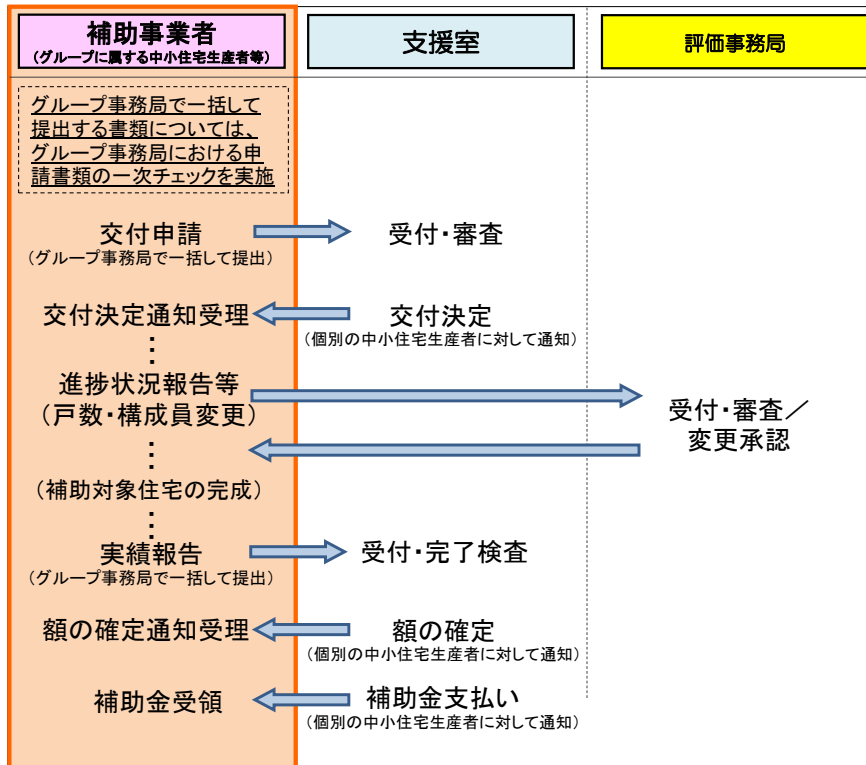 補助事業者
（グループに属する中小住宅生産者等）
支援室
評価事務局
グループ事務局で一括して
提出する書類については、
グループ事務局における申
請書類の一次チェックを実施
交付申請
（グループ事務局で一括して提出）
受付・審査
交付決定通知受理
交付決定
（個別の中小住宅生産者に対して通知）
進捗状況報告等
（戸数・構成員変更）
受付・審査／
変更承認
（補助対象住宅の完成）
実績報告
（グループ事務局で一括して提出）
受付・完了検査
額の確定通知受理
額の確定
（個別の中小住宅生産者に対して通知）
補助金受領
補助金支払い
（個別の中小住宅生産者に対して通知）